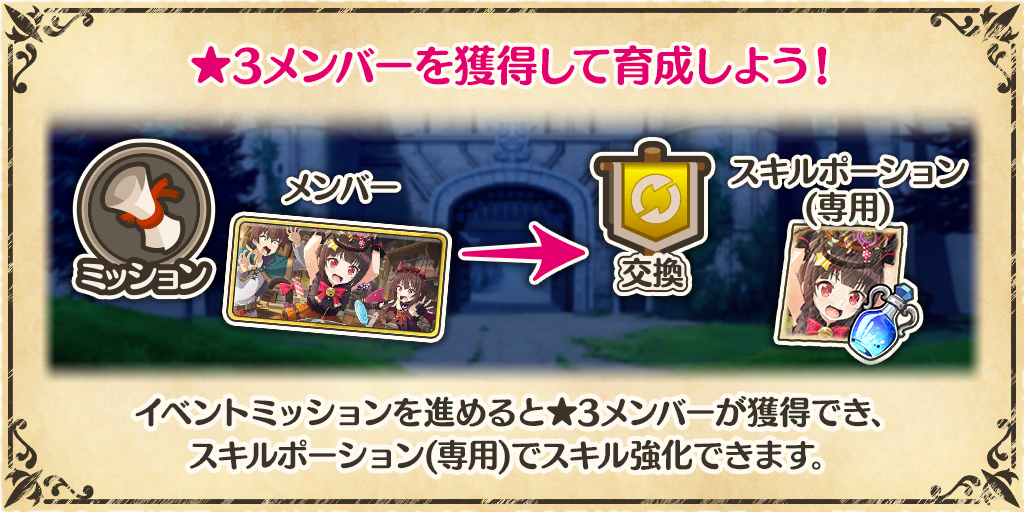 ★3メンバーを獲得して育成しよう！
ミッション
メンバー
交換
スキルポーション
(専用)
イベントミッションを進めると★3メンバーが獲得でき、
スキルポーション(専用)でスキル強化できます。